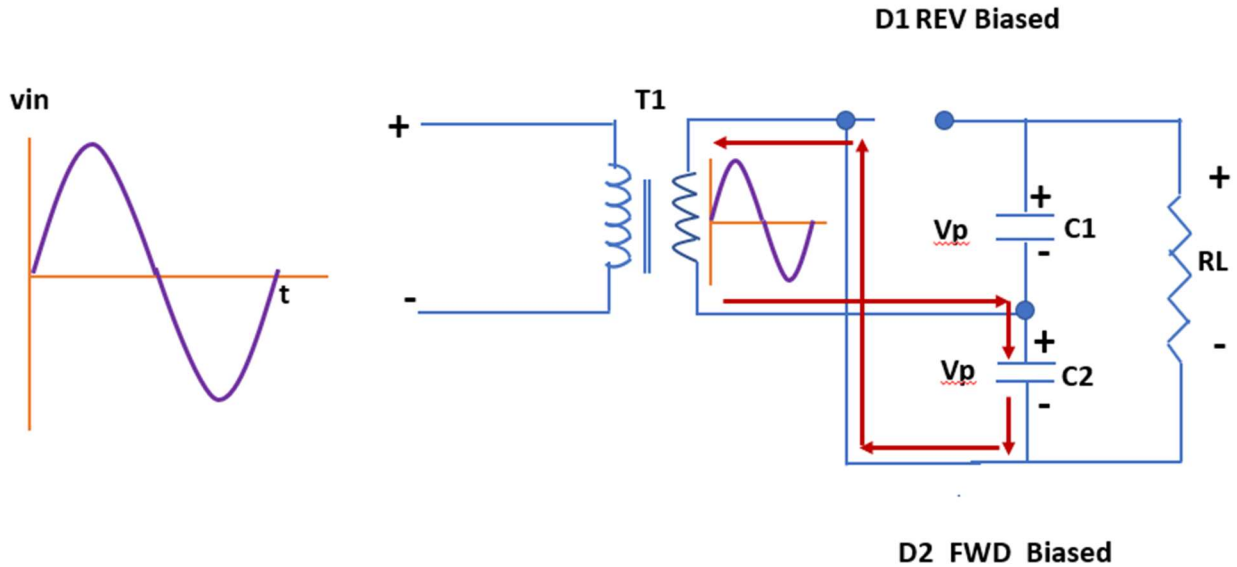 D1 REV Biased
vin
T1
+
+
+
Vp
C1
-
RL
t
-
+
Vp
C2
-
-
D2 FWD Biased